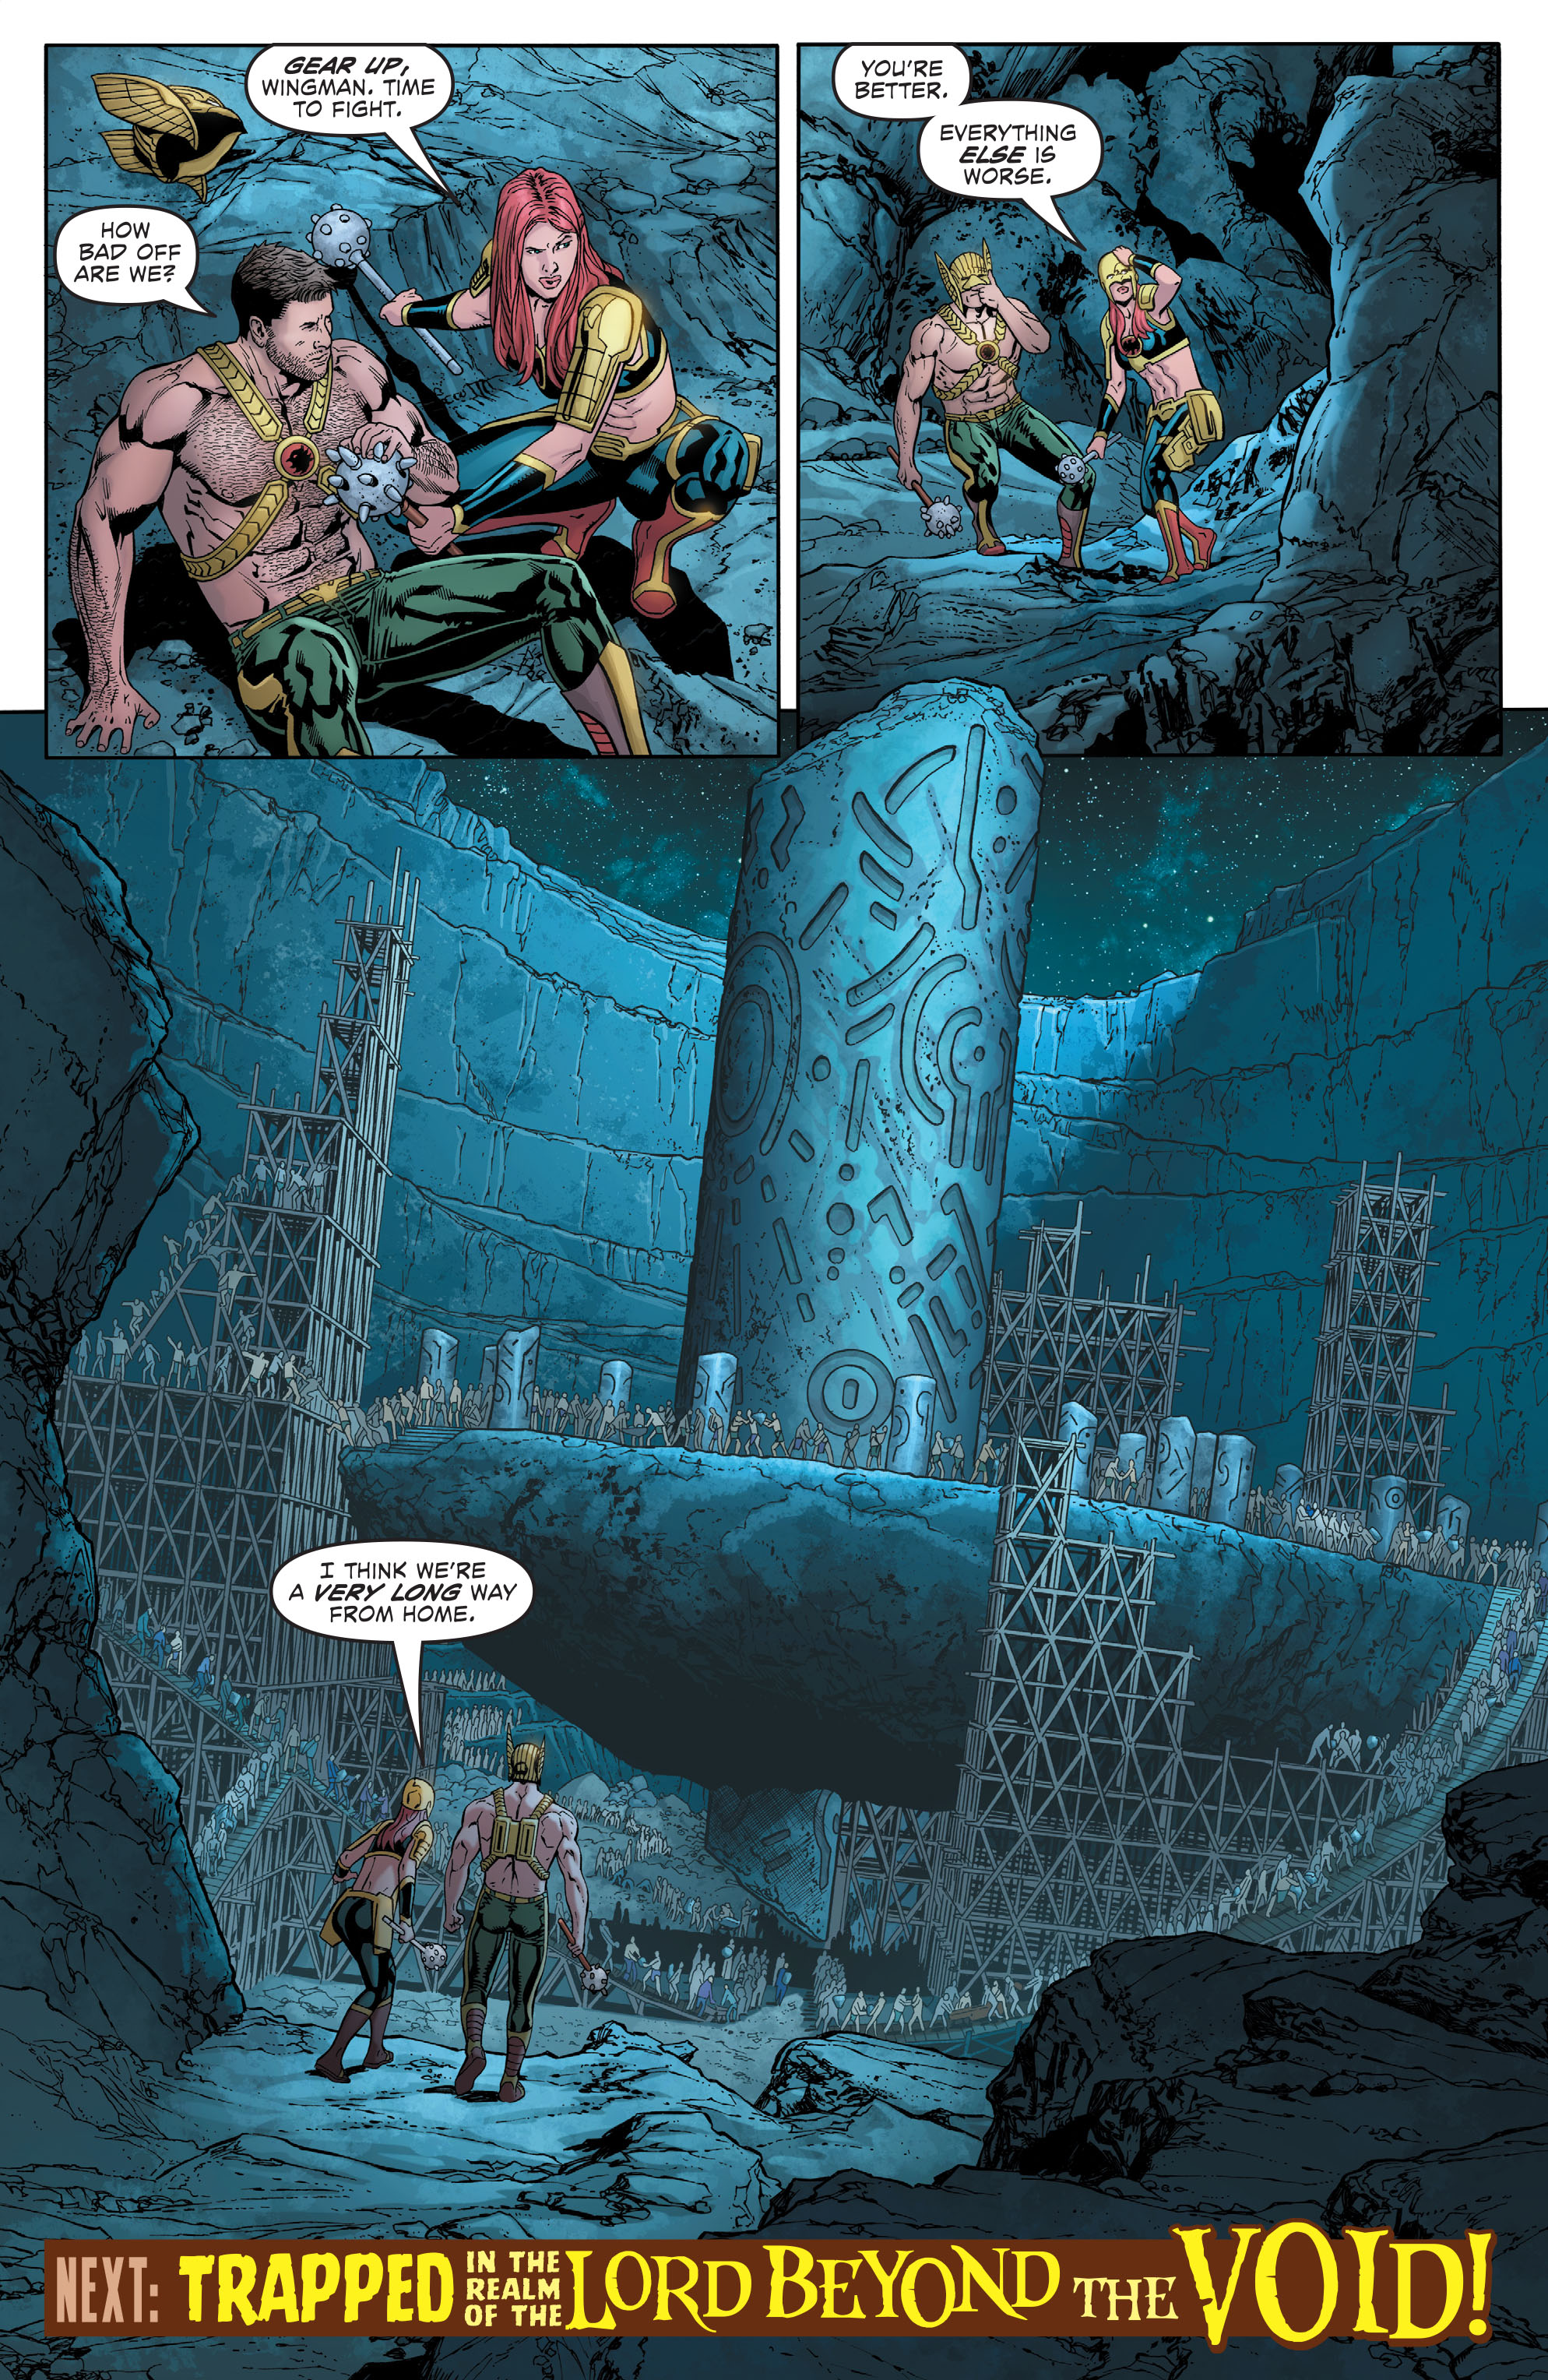 GEAR UP,
WINGMAN. TIME
TO FIGHT.
HOW
BAD OFF
ARE WE?
YOU'RE
BETTER.
EVERYTHING
ELSE IS
WORSE.
I THINK WE'RE
A VERY LONG WAY
FROM HOME.
NEXT: TRAPPED IN THE REALM OF THE LORD BEYOND THE VOID!